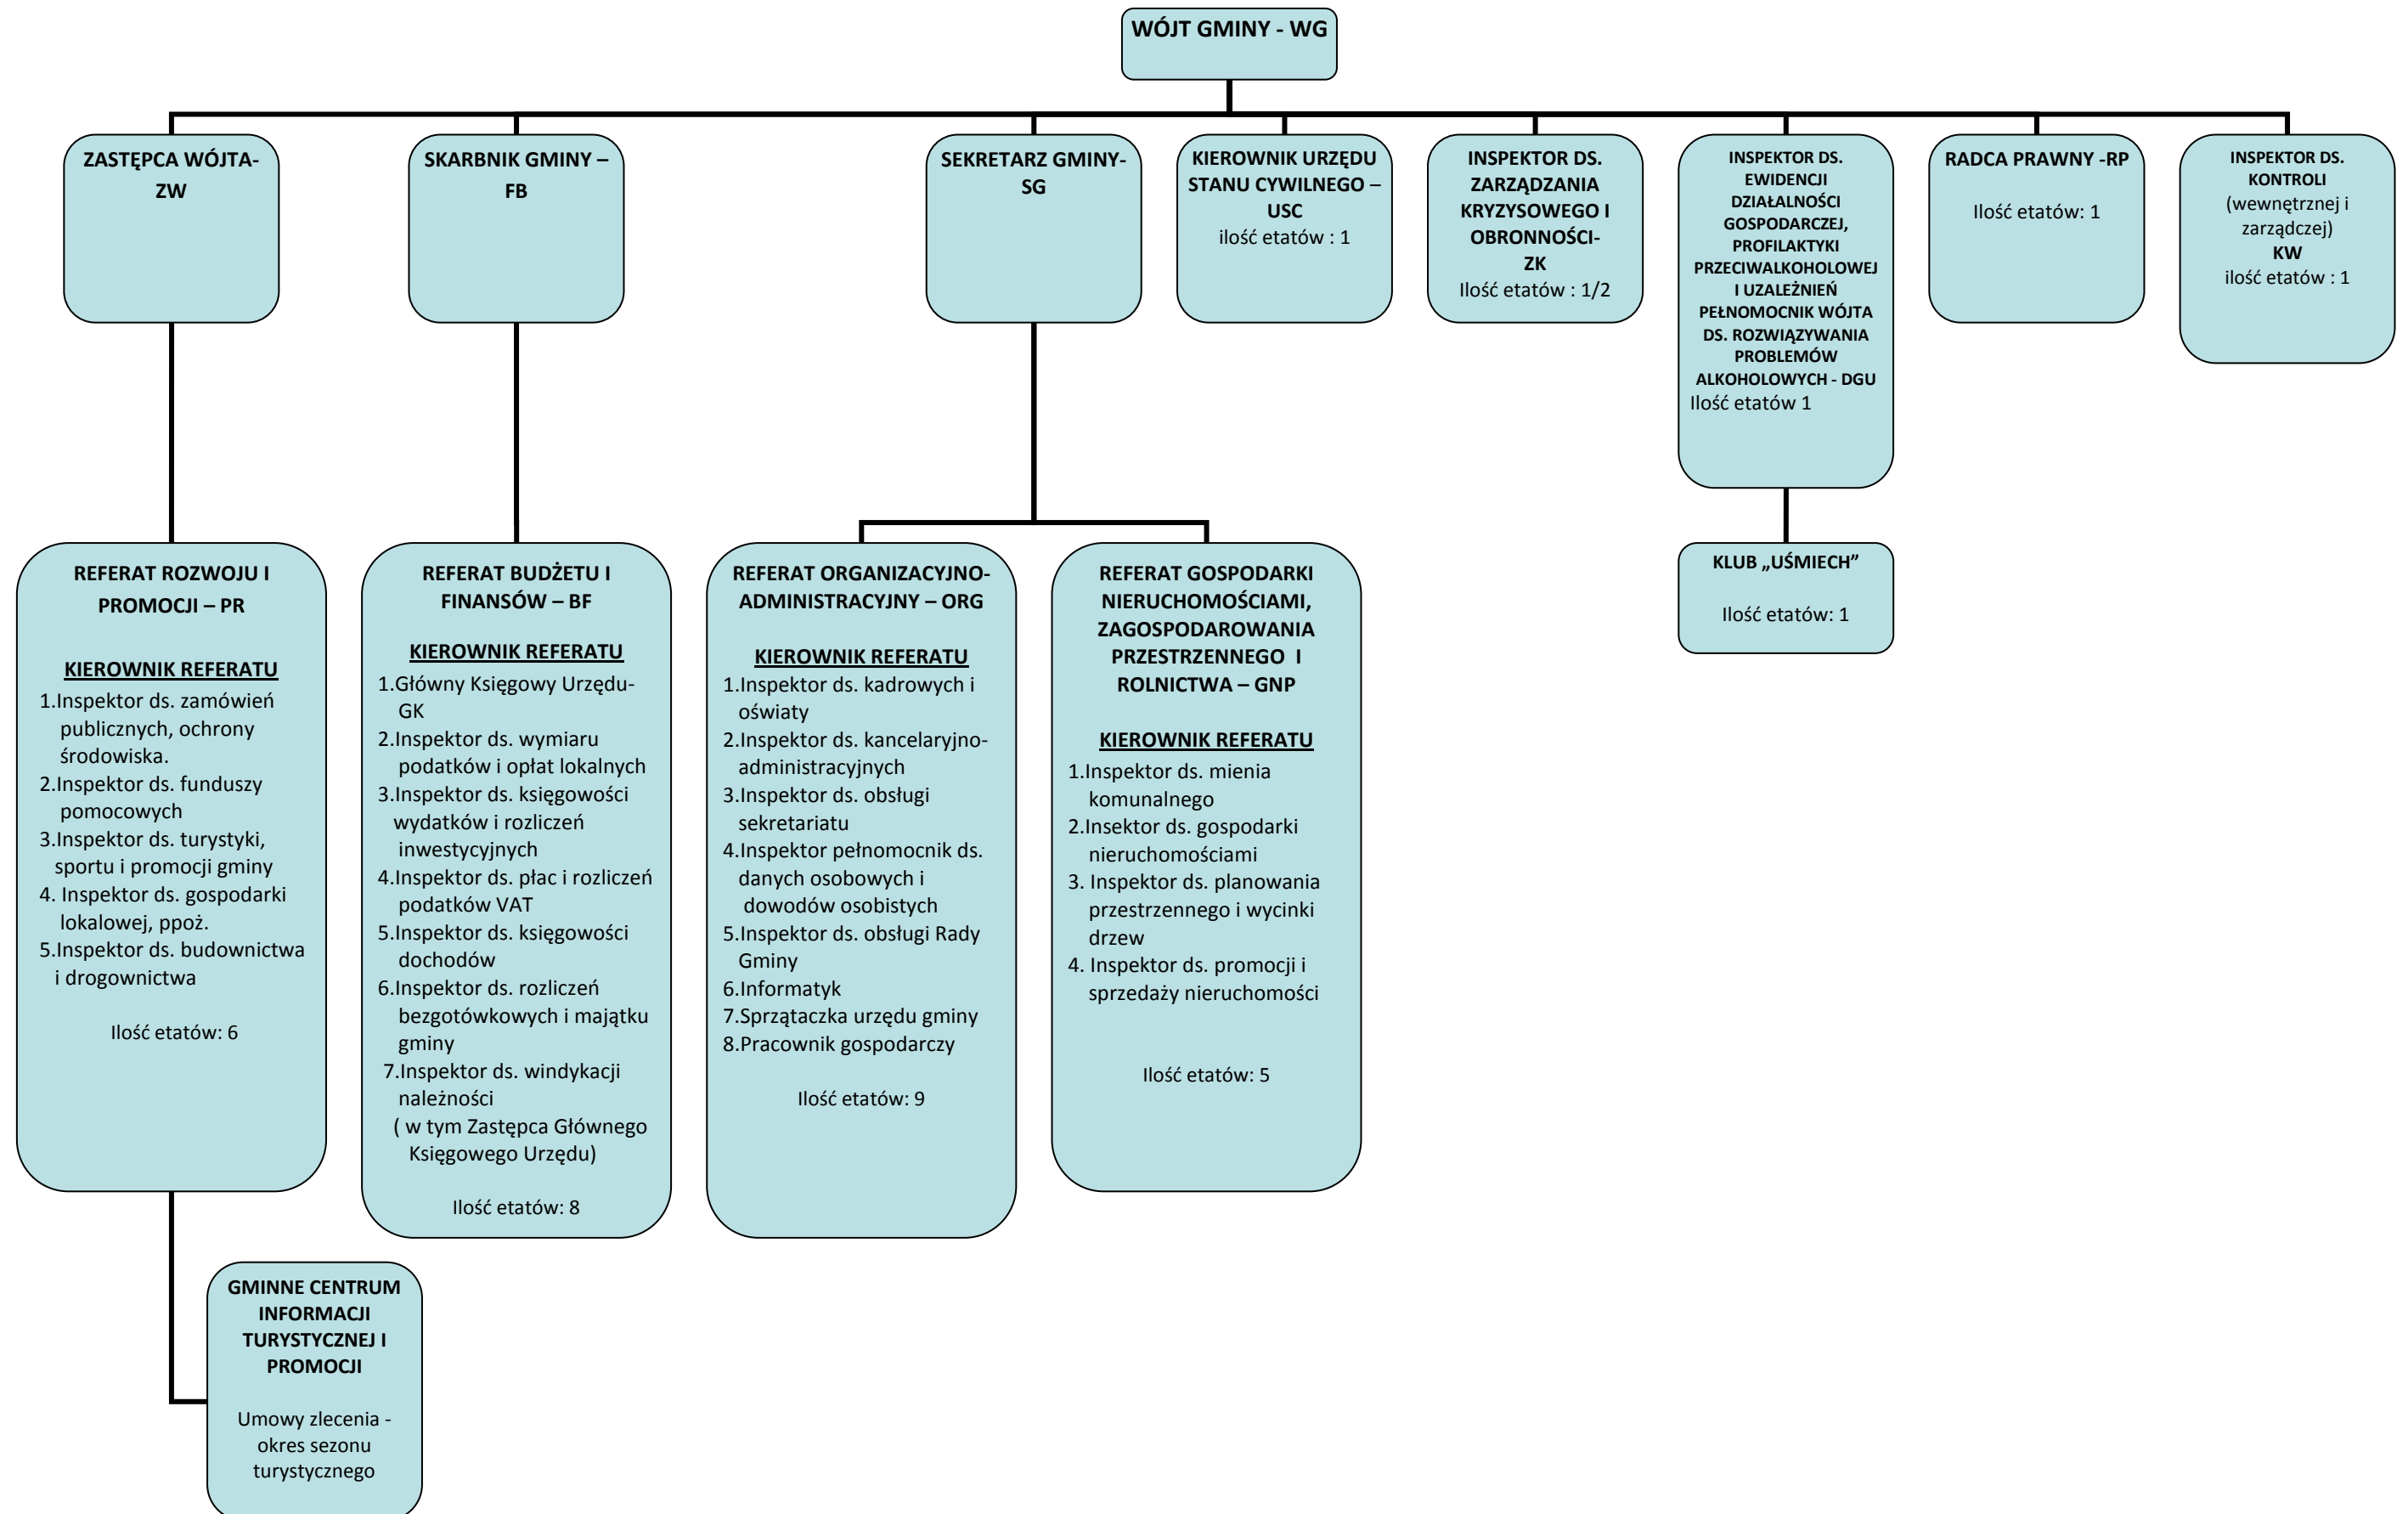 WÓJT GMINY - WG
ZASTĘPCA WÓJTA-
ZW
SKARBNIK GMINY –
FB
SEKRETARZ GMINY-
SG
KIEROWNIK URZĘDU
STANU CYWILNEGO –
USC
ilość etatów : 1
INSPEKTOR DS.
ZARZĄDZANIA
KRYZYSOWEGO I
OBRONNOŚCI-
ZK
Ilość etatów : 1/2
INSPEKTOR DS.
EWIDENCJI
DZIAŁALNOŚCI
GOSPODARCZEJ,
PROFILAKTYKI
PRZECIWALKOHOLOWEJ
I UZALEŻNIEŃ
PEŁNOMOCNIK WÓJTA
DS. ROZWIĄZYWANIA
PROBLEMÓW
ALKOHOLOWYCH - DGU
Ilość etatów 1
RADCA PRAWNY -RP
Ilość etatów: 1
INSPEKTOR DS.
KONTROLI
(wewnętrznej i
zarządczej)
KW
ilość etatów : 1
REFERAT ROZWOJU I
PROMOCJI – PR
KIEROWNIK REFERATU
1.Inspektor ds. zamówień
publicznych, ochrony
środowiska.
2.Inspektor ds. funduszy
pomocowych
3.Inspektor ds. turystyki,
sportu i promocji gminy
4. Inspektor ds. gospodarki
lokalowej, ppoż.
5.Inspektor ds. budownictwa
i drogownictwa
Ilość etatów: 6
REFERAT BUDŻETU I
FINANSÓW – BF
KIEROWNIK REFERATU
1.Główny Księgowy Urzędu-
GK
2.Inspektor ds. wymiaru
podatków i opłat lokalnych
3.Inspektor ds. księgowości
wydatków i rozliczeń
inwestycyjnych
4.Inspektor ds. płac i rozliczeń
podatków VAT
5.Inspektor ds. księgowości
dochodów
6.Inspektor ds. rozliczeń
bezgotówkowych i majątku
gminy
7.Inspektor ds. windykacji
należności
( w tym Zastępca Głównego
Księgowego Urzędu)
Ilość etatów: 8
REFERAT ORGANIZACYJNO-
ADMINISTRACYJNY – ORG
KIEROWNIK REFERATU
1.Inspektor ds. kadrowych i
oświaty
2.Inspektor ds. kancelaryjno-
administracyjnych
3.Inspektor ds. obsługi
sekretariatu
4.Inspektor pełnomocnik ds.
danych osobowych i
dowodów osobistych
5.Inspektor ds. obsługi Rady
Gminy
6.Informatyk
7.Sprzątaczka urzędu gminy
8.Pracownik gospodarczy
Ilość etatów: 9
REFERAT GOSPODARKI
NIERUCHOMOŚCIAMI,
ZAGOSPODAROWANIA
PRZESTRZENNEGO I
ROLNICTWA – GNP
KIEROWNIK REFERATU
1.Inspektor ds. mienia
komunalnego
2.Insektor ds. gospodarki
nieruchomościami
3. Inspektor ds. planowania
przestrzennego i wycinki
drzew
4. Inspektor ds. promocji i
sprzedaży nieruchomości
Ilość etatów: 5
KLUB „UŚMIECH”
Ilość etatów: 1
GMINNE CENTRUM
INFORMACJI
TURYSTYCZNEJ I
PROMOCJI
Umowy zlecenia -
okres sezonu
turystycznego